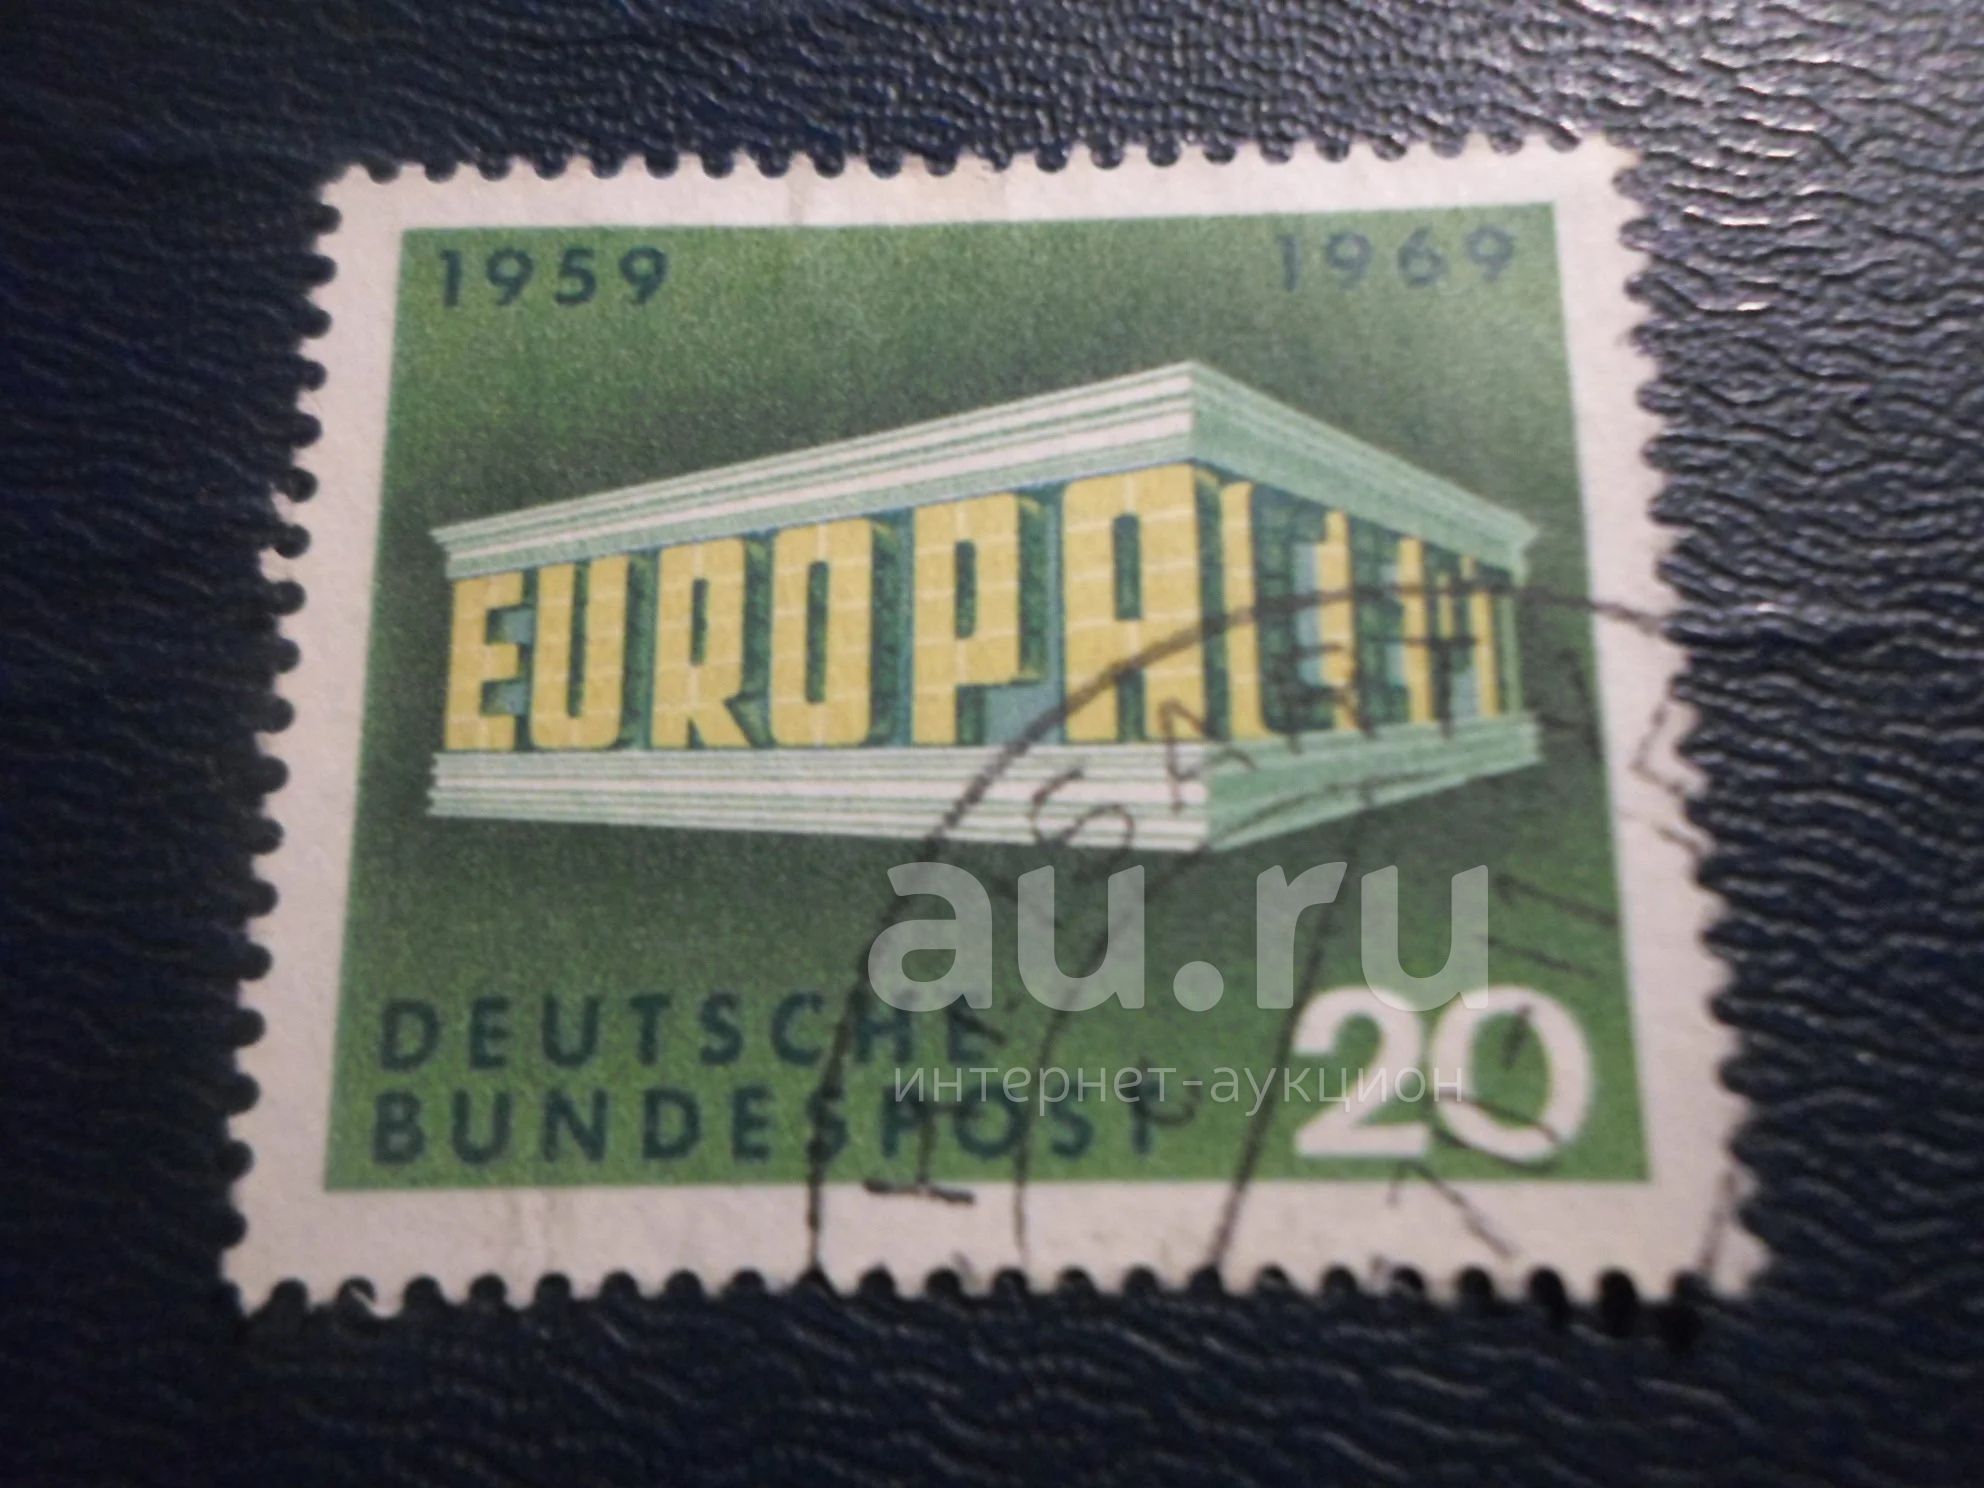 1959 1969
EUROPA CEPT
DEUTSCHE
BUNDESPOST 20
au.ru
интернет-аукцион